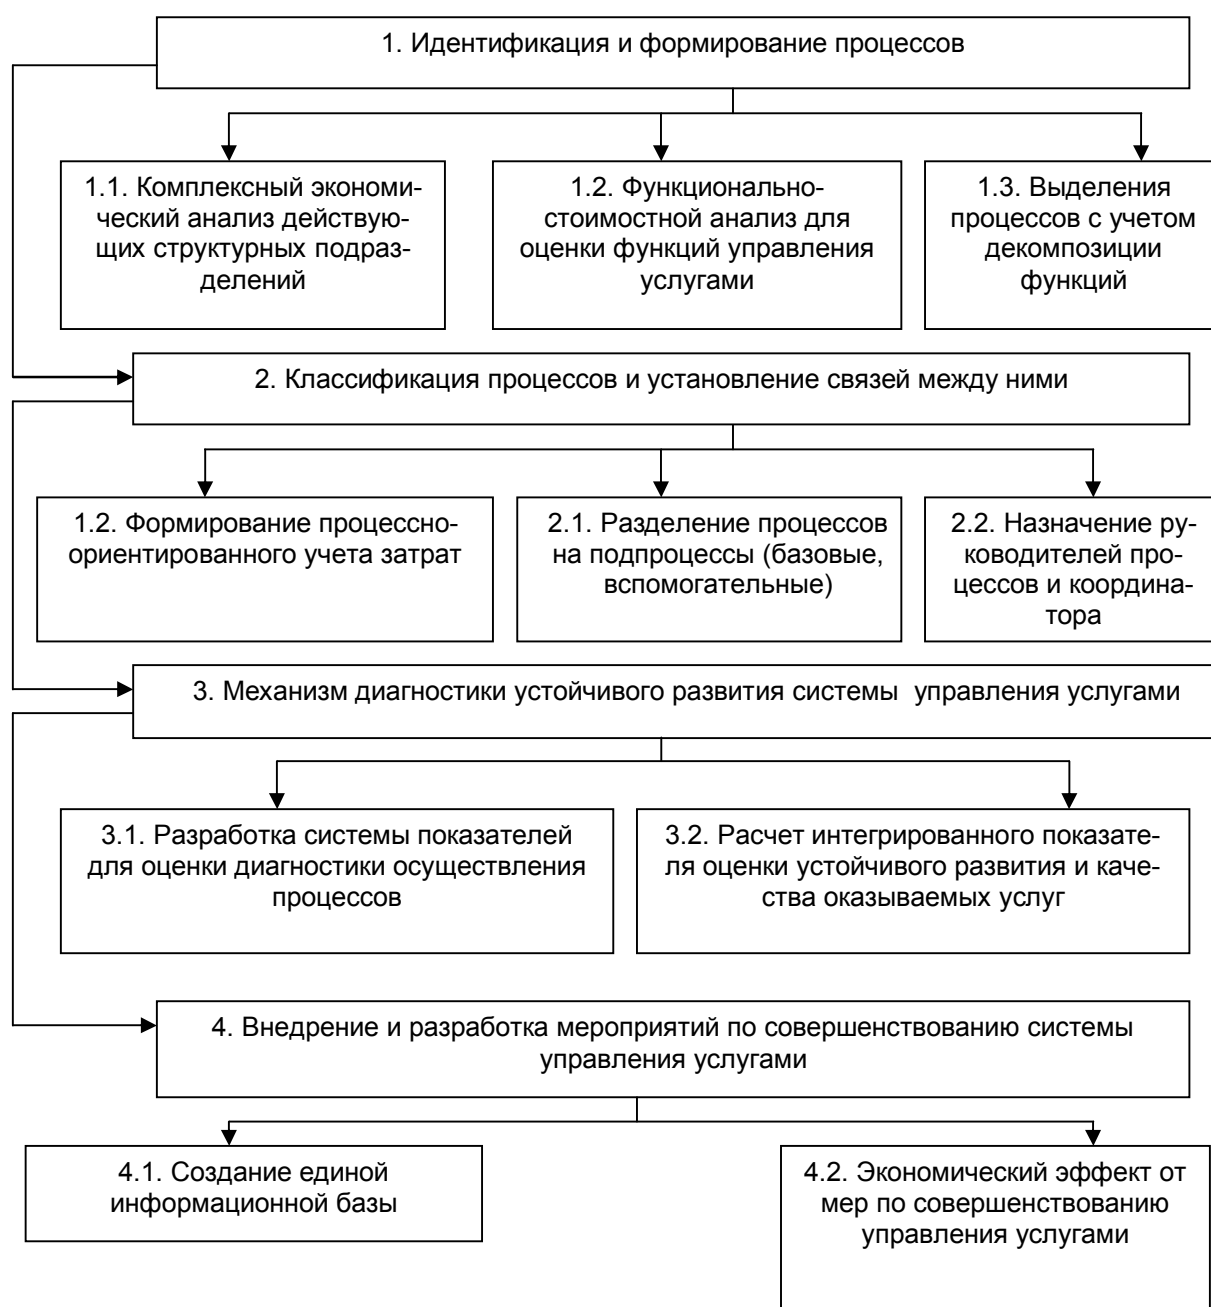 1. Идентификация и формирование процессов
1.1. Комплексный экономи-
ческий анализ действую-
щих структурных подраз-
делений
1.2. Функционально-
стоимостной анализ для
оценки функций управления
услугами
1.3. Выделения
процессов с учетом
декомпозиции
функций
2. Классификация процессов и установление связей между ними
1.2. Формирование процессно-
ориентированного учета затрат
2.1. Разделение процессов
на подпроцессы (базовые,
вспомогательные)
2.2. Назначение ру-
ководителей про-
цессов и координа-
тора
3. Механизм диагностики устойчивого развития системы  управления услугами
3.1. Разработка системы показателей
для оценки диагностики осуществления
процессов
3.2. Расчет интегрированного показате-
ля оценки устойчивого развития и каче-
ства оказываемых услуг
4. Внедрение и разработка мероприятий по совершенствованию системы
управления услугами
4.1. Создание единой
информационной базы
4.2. Экономический эффект от
мер по совершенствованию
управления услугами